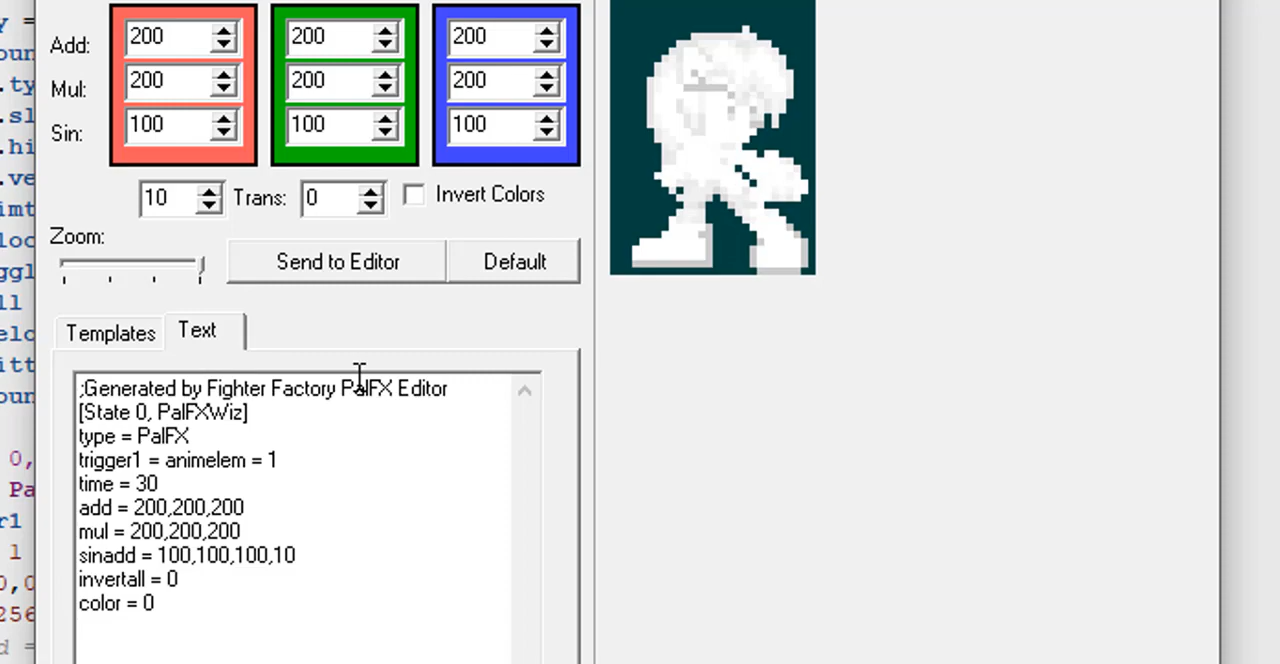 Add:
200
200
200
Mul:
200
200
200
Sin:
100
100
100
10
Trans:
0
Invert Colors
Zoom:
Send to Editor
Default
Templates
Text
;Generated by Fighter Factory PalFX Editor
[State 0, PalFXWiz]
type = PalFX
trigger1 = animelem = 1
time = 30
add = 200,200,200
mul = 200,200,200
sinadd = 100,100,100,10
invertall = 0
color = 0